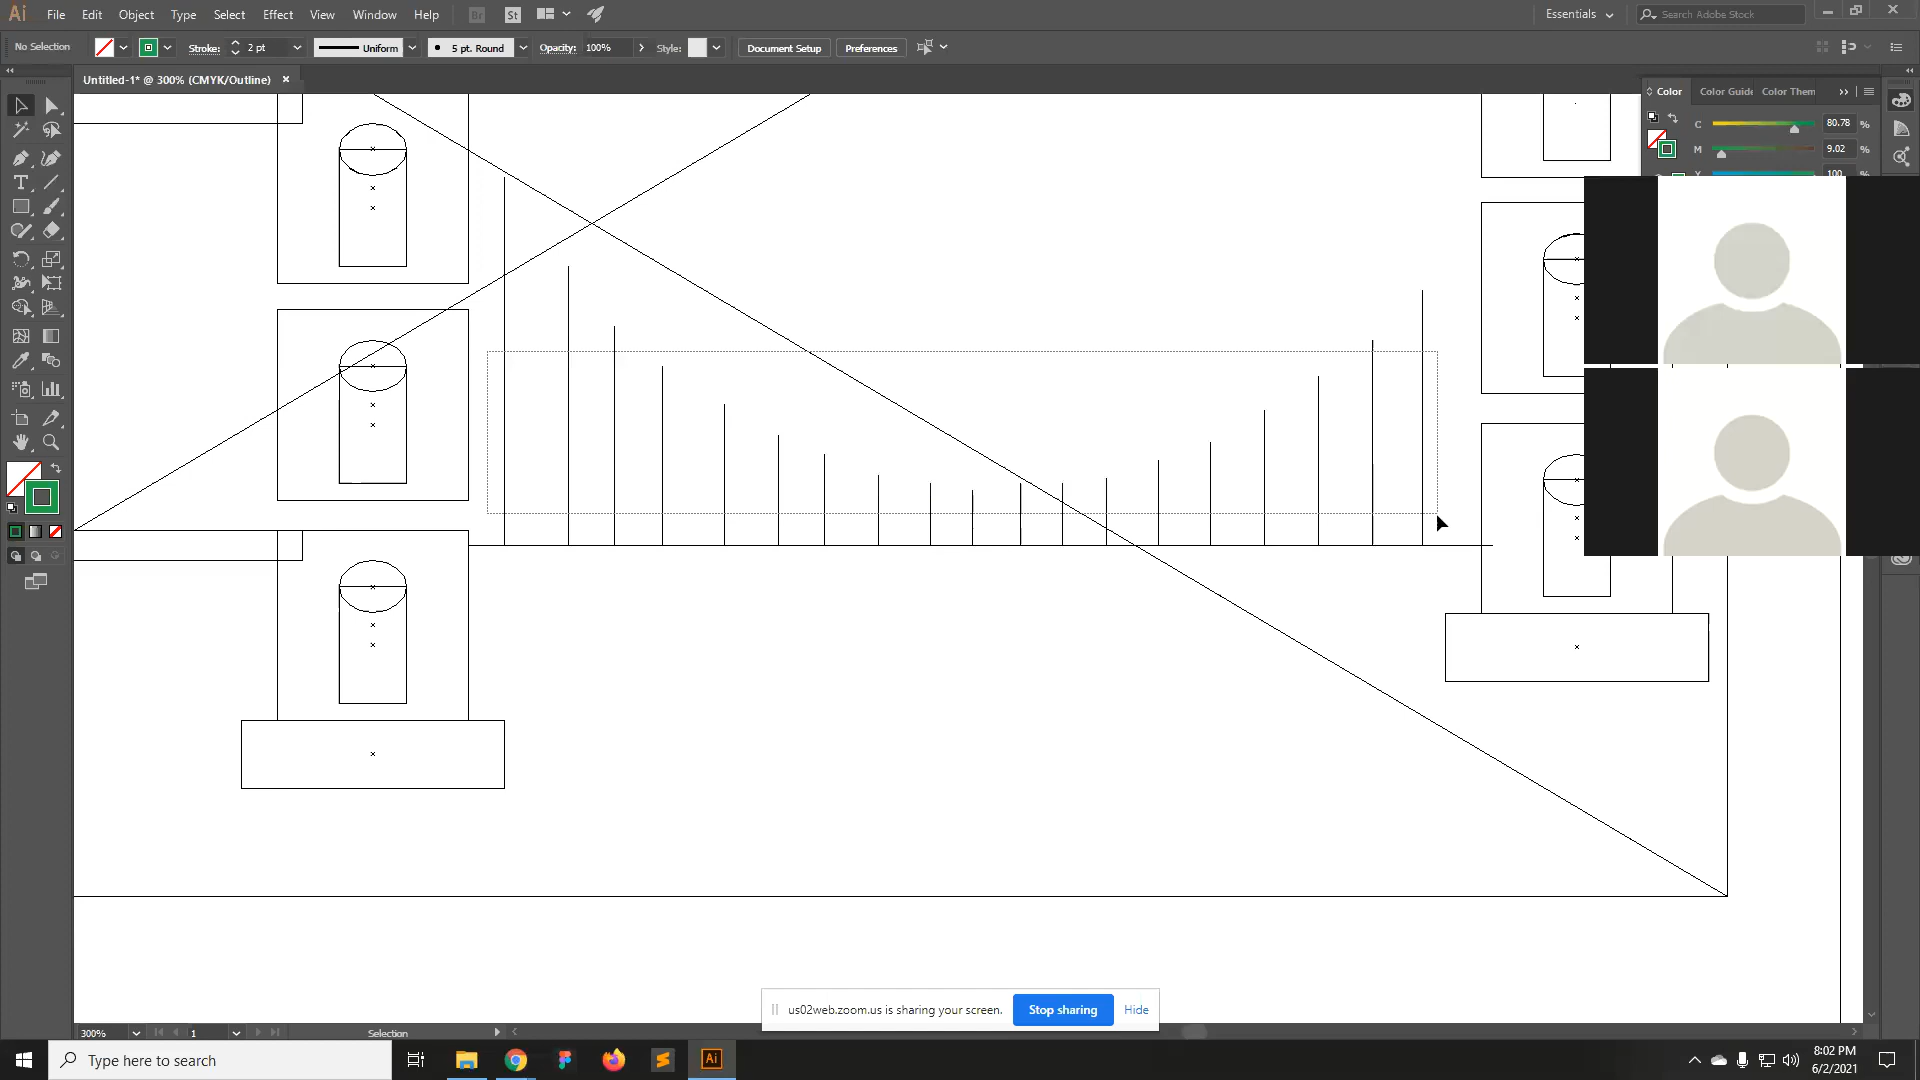 Ai File Edit Object Type Select Effect View Window Help Br St Essentials Search Adobe Stock
No Selection Stroke: 2 pt Uniform 5 pt. Round Opacity: 100% Style: Document Setup Preferences
Untitled-1* @ 300% (CMYK/Outline)
Color Color Guide Color Them
C 80.78 %
M 9.02 %
Y 100 %
us02web.zoom.us is sharing your screen. Stop sharing Hide
300% 1 Selection
Type here to search
Ai
8:02 PM
6/2/2021